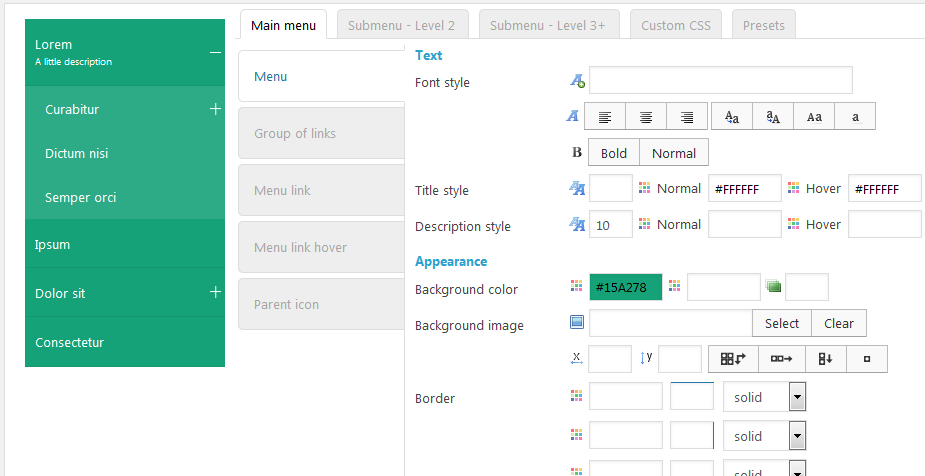 Main menu
Submenu - Level 2
Submenu - Level 3+
Custom CSS
Presets
Lorem
A little description
Curabitur
Dictum nisi
Semper orci
Ipsum
Dolor sit
Consectetur
Menu
Group of links
Menu link
Menu link hover
Parent icon
Text
Font style
A
A
Aa
aA
Aa
a
B Bold Normal
Title style AA Normal #FFFFFF Hover #FFFFFF
Description style AA 10 Normal Hover
Appearance
Background color #15A278
Background image Select Clear
x y
Border solid
solid
solid